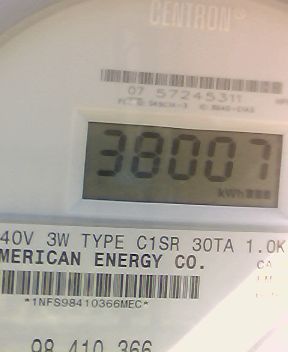 CENTRON®
07 57245311
38007
kWh
40V 3W TYPE C1SR 30TA 1.0K
MERICAN ENERGY CO.
CA
*1NFS98410366MEC*
98 410 366